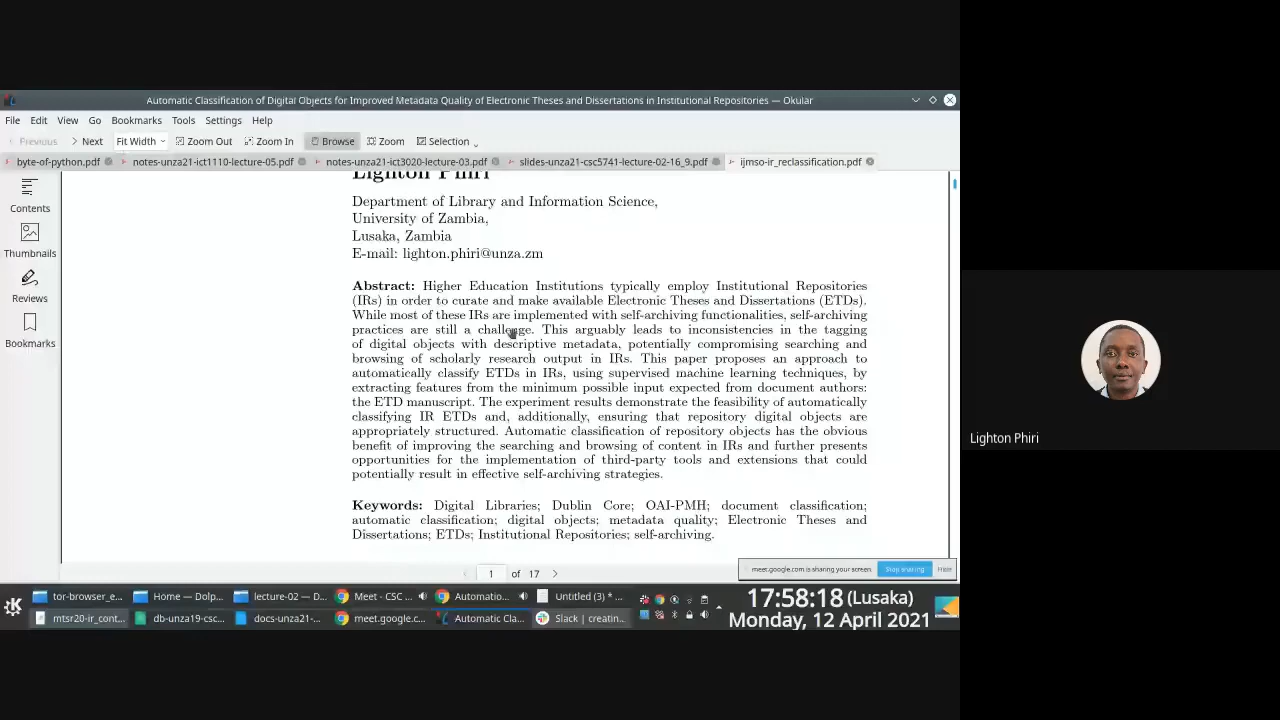 Automatic Classification of Digital Objects for Improved Metadata Quality of Electronic Theses and Dissertations in Institutional Repositories — Okular
File Edit View Go Bookmarks Tools Settings Help
Previous Next Fit Width Zoom Out Zoom In Browse Zoom Selection
byte-of-python.pdf notes-unza21-ict1110-lecture-05.pdf notes-unza21-ict3020-lecture-03.pdf slides-unza21-csc5741-lecture-02-16_9.pdf ijmso-ir_reclassification.pdf
Contents
Thumbnails
Reviews
Bookmarks
Lighton Phiri
Department of Library and Information Science,
University of Zambia,
Lusaka, Zambia
E-mail: lighton.phiri@unza.zm
Abstract: Higher Education Institutions typically employ Institutional Repositories
(IRs) in order to curate and make available Electronic Theses and Dissertations (ETDs).
While most of these IRs are implemented with self-archiving functionalities, self-archiving
practices are still a challenge. This arguably leads to inconsistencies in the tagging
of digital objects with descriptive metadata, potentially compromising searching and
browsing of scholarly research output in IRs. This paper proposes an approach to
automatically classify ETDs in IRs, using supervised machine learning techniques, by
extracting features from the minimum possible input expected from document authors:
the ETD manuscript. The experiment results demonstrate the feasibility of automatically
classifying IR ETDs and, additionally, ensuring that repository digital objects are
appropriately structured. Automatic classification of repository objects has the obvious
benefit of improving the searching and browsing of content in IRs and further presents
opportunities for the implementation of third-party tools and extensions that could
potentially result in effective self-archiving strategies.
Keywords: Digital Libraries; Dublin Core; OAI-PMH; document classification;
automatic classification; digital objects; metadata quality; Electronic Theses and
Dissertations; ETDs; Institutional Repositories; self-archiving.
1 of 17
meet.google.com is sharing your screen. Stop sharing Hide
tor-browser_e... Home — Dolp... lecture-02 — D... Meet - CSC ... Automatio... Untitled (3) * ...
mtsr20-ir_cont... db-unza19-csc... docs-unza21-... meet.google.c... Automatic Cla... Slack | creatin...
17:58:18 (Lusaka)
Monday, 12 April 2021
Lighton Phiri